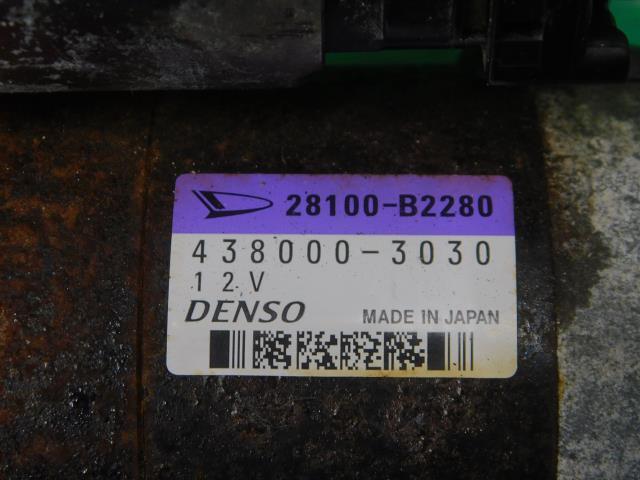 28100-B2280
438000-3030
12V
DENSO MADE IN JAPAN